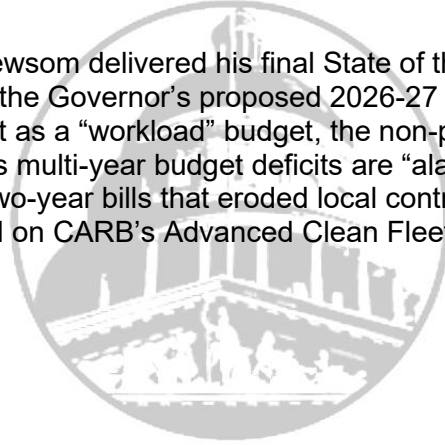 ewsom delivered his final State of th
the Governor's proposed 2026-27
t as a “workload” budget, the non-p
s multi-year budget deficits are “ala
wo-year bills that eroded local contr
l on CARB's Advanced Clean Fleet